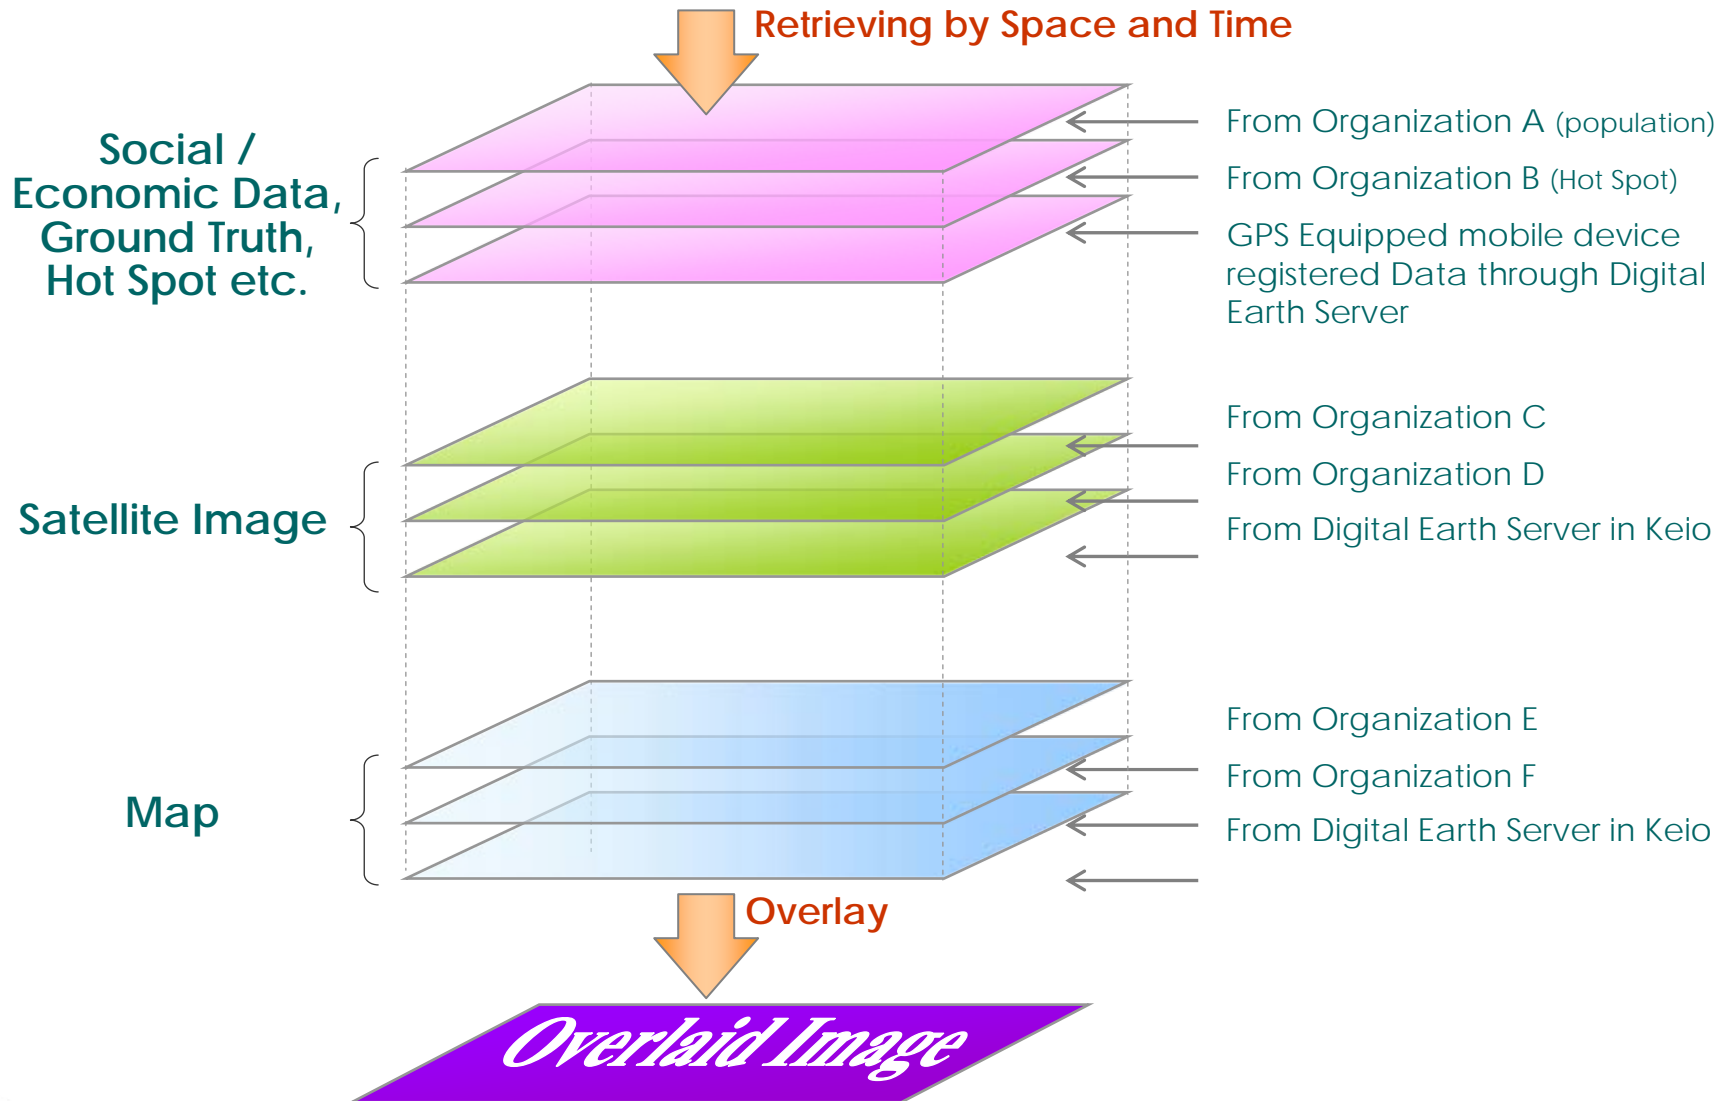 Retrieving by Space and Time
Social /
Economic Data,
Ground Truth,
Hot Spot etc.
From Organization A (population)
From Organization B (Hot Spot)
GPS Equipped mobile device
registered Data through Digital
Earth Server
Satellite Image
From Organization C
From Organization D
From Digital Earth Server in Keio
Map
From Organization E
From Organization F
From Digital Earth Server in Keio
Overlay
Overlaid Image